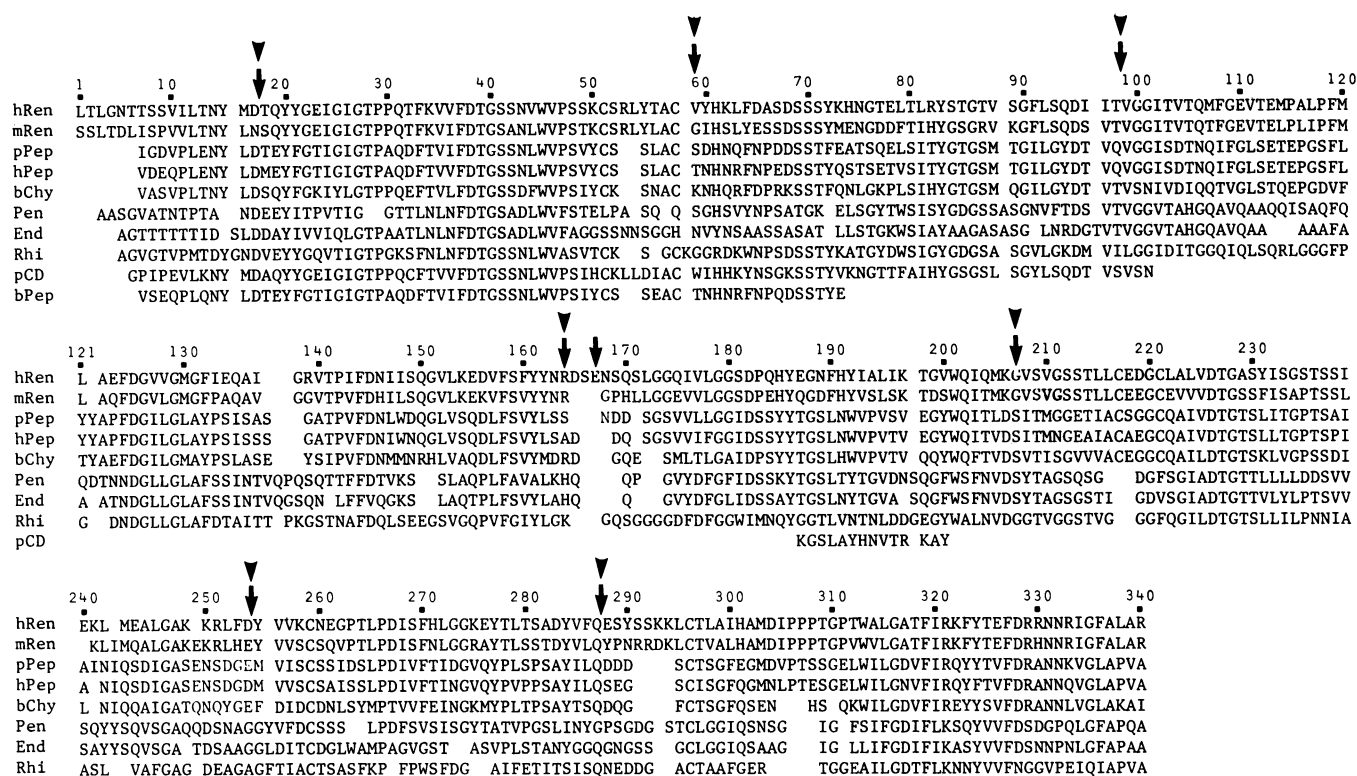 1 10 20 30 40 50 60 70 80 90 100 110 120
hRen LTLGNTTSSVILTNY MDTQYYGEIGIGTPPQTFKVVFDTGSSNVWVPSSKCSRLYTAC VYHKLFDASDSSSYKHNGTELTLRYSTGTV SGFLSQDI ITVGGITVTQMFGEVTEMPALPFM
mRen SSLTDLISPVVLTNY LNSQYYGEIGIGTPPQTFKVIFDTGSANLWVPSTKCSRLYLAC GIHSLYESSDSSSYMENGDDFTIHYGSGRV KGFLSQDS VTVGGITVTQTFGEVTELPLIPFM
pPep IGDVPLENY LDTEYFGTIGIGTPAQDFTVIFDTGSSNLWVPSVYCS SLAC SDHNQFNPDDSSTFEATSQELSITYGTGSM TGILGYDT VQVGGISDTNQIFGLSETEPGSFL
hPep VDEQPLENY LDMEYFGTIGIGTPAQDFTVVFDTGSSNLWVPSVYCS SLAC TNHNRFNPEDSSTYQSTSETVSITYGTGSM TGILGYDT VQVGGISDTNQIFGLSETEPGSFL
bChy VASVPLTNY LDSQYFGKIYLGTPPQEFTVLFDTGSSDFWVPSIYCK SNAC KNHQRFDPRKSSTFQNLGKPLSIHYGTGSM QGILGYDT VTVSNIVDIQQTVGLSTQEPGDVF
Pen AASGVATNTPTA NDEEYITPVTIG GTTLNLNFDTGSADLWVFSTELPA SQ Q SGHSVYNPSATGK ELSGYTWSISYGDGSSASGNVFTDS VTVGGVTAHGQAVQAAQQISAQFQ
End AGTTTTTTID SLDDAYIVVIQLGTPAATLNLNFDTGSADLWVFAGGSSNNSGGH NVYNSAASSASAT LLSTGKWSIAYAAGASASG LNRDGTVTVGGVTAHGQAVQAA AAAFA
Rhi AGVGTVPMTDYGNDVEYYGQVTIGTPGKSFNLNFDTGSSNLWVASVTCK S GCKGGRDKWNPSDSSTYKATGYDWSIGYGDGSA SGVLGKDM VILGGIDITGGQIQLSQRLGGGFP
pCD GPIPEVLKNY MDAQYYGEIGIGTPPQCFTVVFDTGSSNLWVPSIHCKLLDIAC WIHHKYNSGKSSTYVKNGTTFAIHYGSGSLS GYLSQDT VSVSN
bPep VSEQPLQNY LDTEYFGTIGIGTPAQDFTVIFDTGSSNLWVPSIYCS SEAC TNHNRFNPQDSSTYE
121 130 140 150 160 170 180 190 200 210 220 230
hRen L AEFDGVVGMGFIEQAI GRVTPIFDNIISQGVLKEDVFSFYYNRDSENSQSLGGQIVLGGSDPQHYEGNFHYIALIK TGVWQIQMKGVSVGSSTLLCEDGCLALVDTGASYISGSTSSI
mRen L AQFDGVLGMGFPAQAV GGVTPVFDHILSQGVLKEKVFSVYYNR GPHLLGGEVVLGGSDPEHYQGDFHYVSLSK TDSWQITMKGVSVGSSTLLCEEGCEVVVDTGSSFISAPTSSL
pPep YYAPFDGILGLAYPSISASG GATPVFDNLWDQGLVSQDLFSVYLSS NDD SGSVVLLGGIDSSYYTGSLNWVPVSV EGYWQITLDSITMGGETIACSGGCQAIVDTGTSLLTGPTSAI
hPep YYAPFDGILGLAYPSISSS GATPVFDNIWNQGLVSQDLFSVYLSAD DQ SGSVVIFGGIDSSYYTGSLNWVPVTV EGYWQITVDSITMNGEAIACAEGCQAIVDTGTSLLTGPTSPI
bChy TYAEFDGILGMAYPSLASE YSIPVFDNMMNRHLVAQDLFSVYMDRD GQE SMLTLGAIDPSYYTGSLHWVPVTV QQYWQFTVDSVTISGVVVACEGGCQAILDTGTSKLVGPSSDI
Pen QDTNNDGLLGLAFSSINTVQPQSQTTFFDTVKS SLAQPLFAVALKHQ QP GVYDFGFIDSSKYTGSLTYTGVDNSQGFWSFNVDSYTAGSQSG DGFSGIADTGTTLLLLDDSVV
End A ATNDGLLGLAFSSINTVQGSQN LFFVQGKS LAQTPLFSVYLAHQ Q GVYDFGLIDSSAYTGSLNYTGVA SQGFWSFNVDSYTAGSGSTI GDVSGIADTGTTVLYLPTSVV
Rhi G DNDGLLGLAFDTAITT PKGSTNAFDQLSEEGSVGQPVFGIYLGK GQSGGGGDFDFGGWIMNQYGGTLVNTNLDDGEGYWALNVDGGTVGGSTVG GGFQGILDTGTSLLILPNNIA
pCD KGSLAYHNVTR KAY
240 250 260 270 280 290 300 310 320 330 340
hRen EKL MEALGAK KRLFDY VVKCNEGPTLPDISFHLGGKEYTLTSADYVFQESYSSKKLCTLAIHAMDIPPPTGPTWALGATFIRKFYTEFDRRNNRIGFALAR
mRen KLIMQALGAKEKRLHEY VVSCSQVPTLPDISFNLGGRAYTLSSTDYVLQYPNRRDKLCTVALHAMDIPPPTGPVWVLGATFIRKFYTEFDRHNNRIGFALAR
pPep AINIQSDIGASENSDGEM VISCSSIDSLPDIVFTIDGVQYPLSPSAYILQDDD SCTSGFEGMDVPTSSGELWILGDVFIRQYYTVFDRANNKVGLAPVA
hPep A NIQSDIGASENSDGDM VVSCSAISSLPDIVFTINGVQYPVPPSAYILQSEG SCISGFQGMNLPTESGELWILGNVFIRQYFTVFDRANNQVGLAPVA
bChy L NIQQAIGATQNQYGEF DIDCDNLSYMPTVVFEINGKMYPLTPSAYTSQDQG FCTSGFQSEN HS QKWILGDVFIREYYSVFDRANNLVGLAKAI
Pen SQYYSQVSGAQQDSNAGGYVFDCSSS LPDFSVSISGYTATVPGSLINYGPSGDG STCLGGIQSNSG IG FSIFGDIFLKSQYVVFDSDGPQLGFAPQA
End SAYYSQVSGA TDSAAGGLDITCDGLWAMPAGVGST ASVPLSTANYGGQGNGSS GCLGGIQSAAG IG LLIFGDIFIKASYVVFDSNNPNLGFAPAA
Rhi ASL VAFGAG DEAGAGFTIACTSASFKP FPWSFDG AIFETITSISQNEDDG ACTAAFGER TGGEAILGDTFLKNNYVVFNGGVPEIQIAPVA